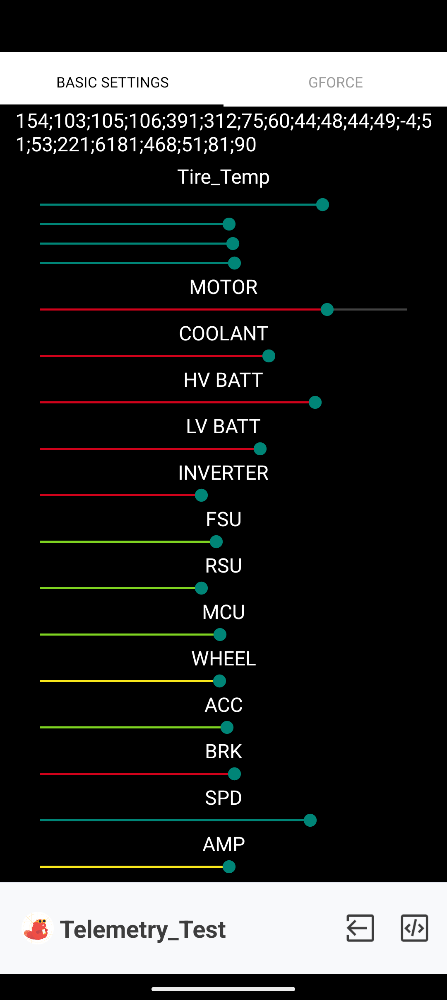 BASIC SETTINGS
GFORCE
154;103;105;106;391;312;75;60;44;48;44;49;-4;5
1;53;221;6181;468;51;81;90
Tire_Temp
MOTOR
COOLANT
HV BATT
LV BATT
INVERTER
FSU
RSU
MCU
WHEEL
ACC
BRK
SPD
AMP
Telemetry_Test